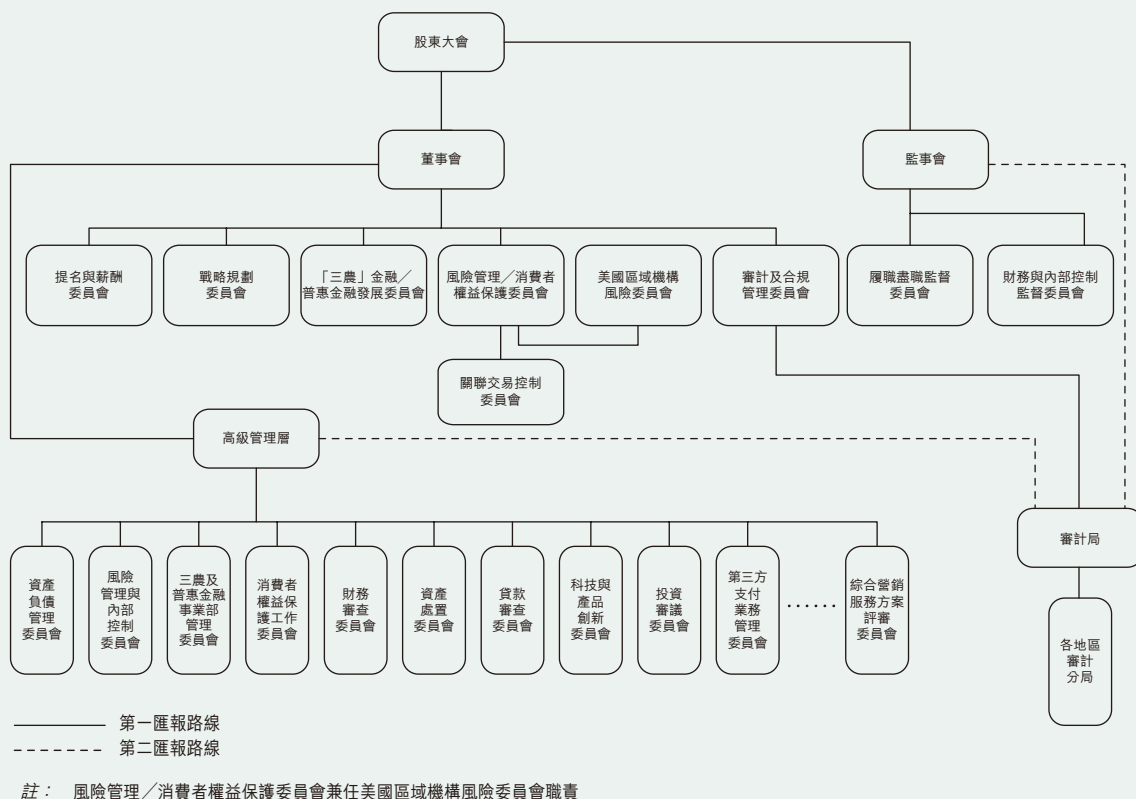 股東大會
董事會
監事會
提名與薪酬
委員會
戰略規劃
委員會
「三農」金融／
普惠金融發展委員會
風險管理／消費者
權益保護委員會
美國區域機構
風險委員會
審計及合規
管理委員會
履職盡職監督
委員會
財務與內部控制
監督委員會
關聯交易控制
委員會
高級管理層
審計局
資產
負債
管理
委員會
風險
管理與
內部
控制
委員會
三農及
普惠金融
事業部
管理
委員會
消費者
權益保
護工作
委員會
財務
審查
委員會
資產
處置
委員會
貸款
審查
委員會
科技與
產品
創新
委員會
投資
審議
委員會
第三方
支付
業務
管理
委員會
......
綜合營銷
服務方案
評審
委員會
各地區
審計
分局
第一匯報路線
第二匯報路線
註： 風險管理／消費者權益保護委員會兼任美國區域機構風險委員會職責